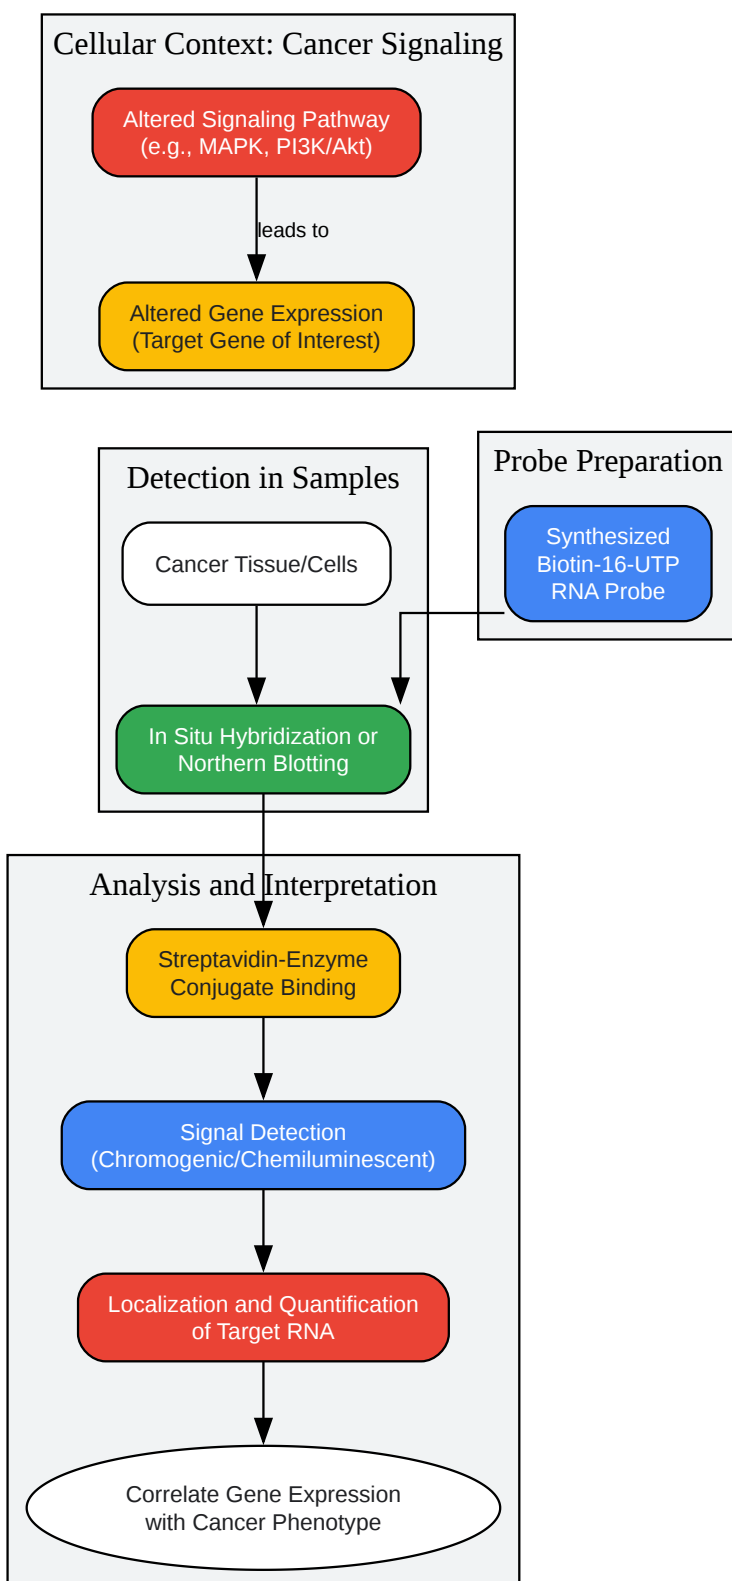 Cellular Context: Cancer Signaling
Altered Signaling Pathway
(e.g., MAPK, PI3K/Akt)
leads to
Altered Gene Expression
(Target Gene of Interest)
Detection in Samples
Probe Preparation
Cancer Tissue/Cells
Synthesized
Biotin-16-UTP
RNA Probe
In Situ Hybridization or
Northern Blotting
Analysis and Interpretation
Streptavidin-Enzyme
Conjugate Binding
Signal Detection
(Chromogenic/Chemiluminescent)
Localization and Quantification
of Target RNA
Correlate Gene Expression
with Cancer Phenotype